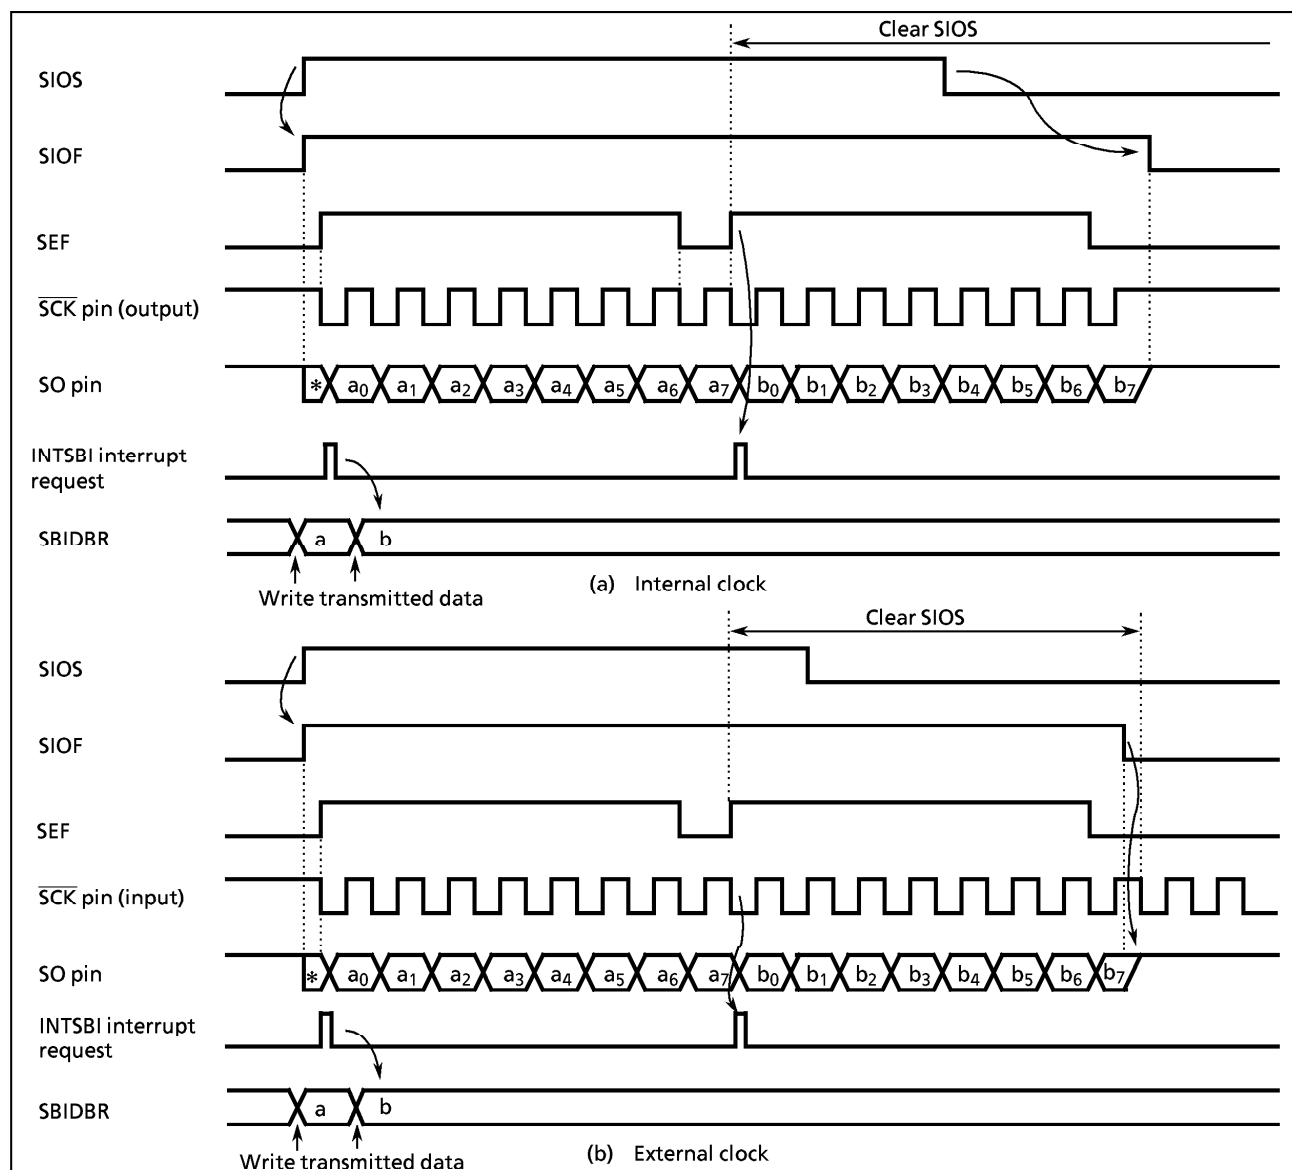 Clear SIOS
SIOS
SIOF
SEF
S̅C̅K̅ pin (output)
SO pin
* a₀ a₁ a₂ a₃ a₄ a₅ a₆ a₇ b₀ b₁ b₂ b₃ b₄ b₅ b₆ b₇
INTSBI interrupt
request
SBIDBR a b
Write transmitted data
(a) Internal clock
Clear SIOS
SIOS
SIOF
SEF
S̅C̅K̅ pin (input)
SO pin
* a₀ a₁ a₂ a₃ a₄ a₅ a₆ a₇ b₀ b₁ b₂ b₃ b₄ b₅ b₆ b₇
INTSBI interrupt
request
SBIDBR a b
Write transmitted data
(b) External clock